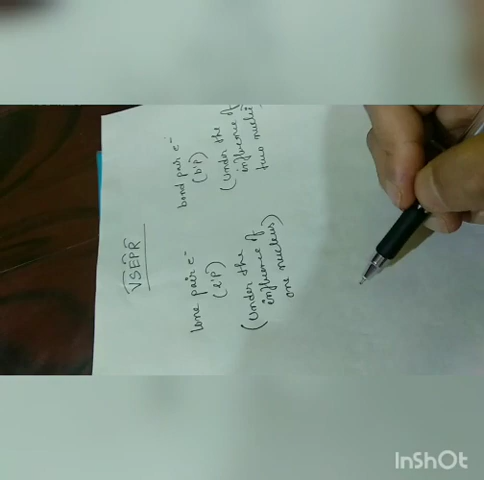 VSEPR
lone pair e⁻
(l.p)
(Under the
influence of
one nucleus)
bond pair e⁻
(b.p)
(Under the
influence of
two nuclei
InShOt